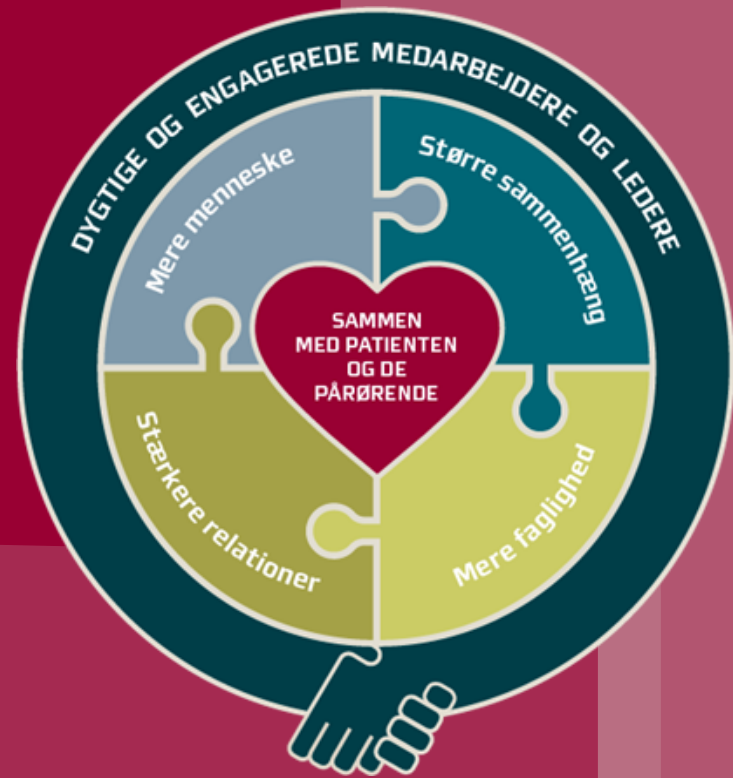 DYGTIGE OG ENGAGEREDE MEDARBEJDERE OG LEDERE
Mere menneske
Større sammenhæng
SAMMEN
MED PATIENTEN
OG DE
PÅRØRENDE
Stærkere relationer
Mere faglighed